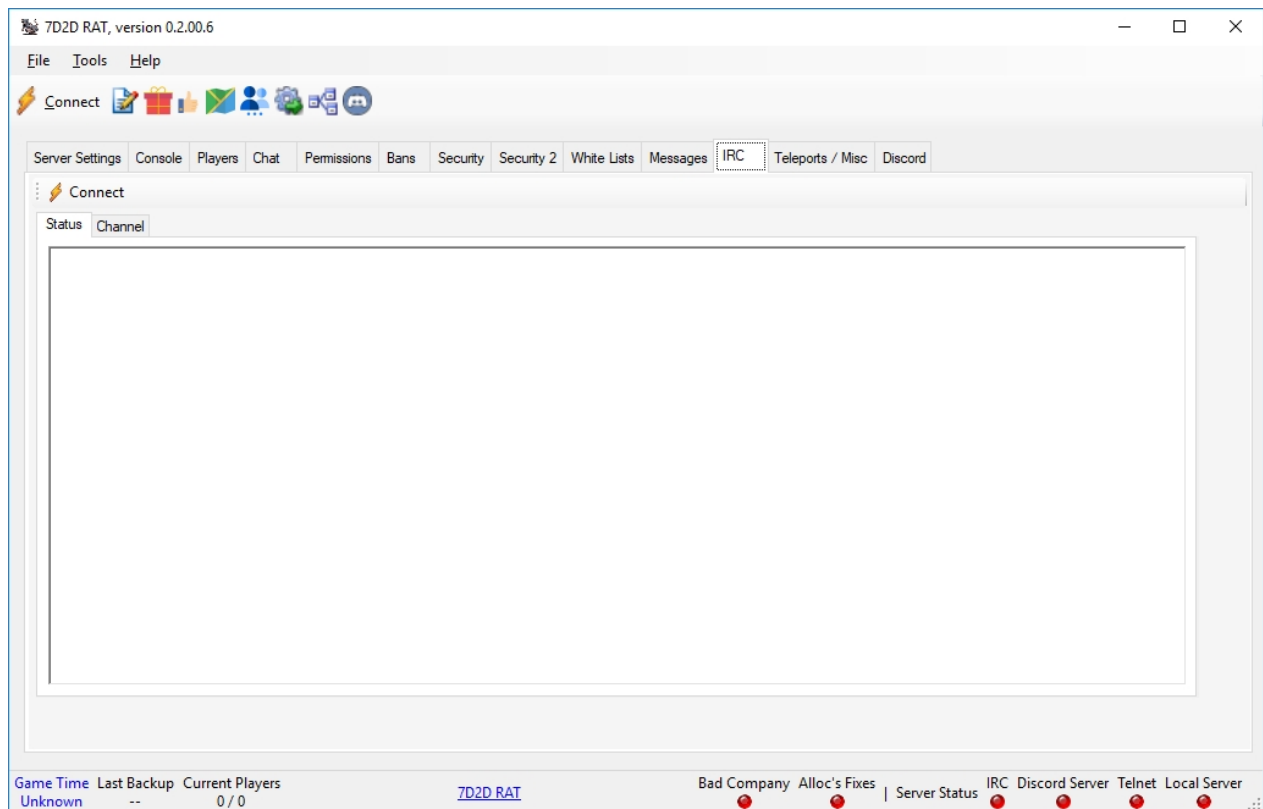 7D2D RAT, version 0.2.00.6
File Tools Help
Connect
Server Settings Console Players Chat Permissions Bans Security Security 2 White Lists Messages IRC Teleports / Misc Discord
Connect
Status Channel
Game Time Last Backup Current Players Bad Company Alloc's Fixes IRC Discord Server Telnet Local Server
Unknown -- 0 / 0 7D2D RAT | Server Status